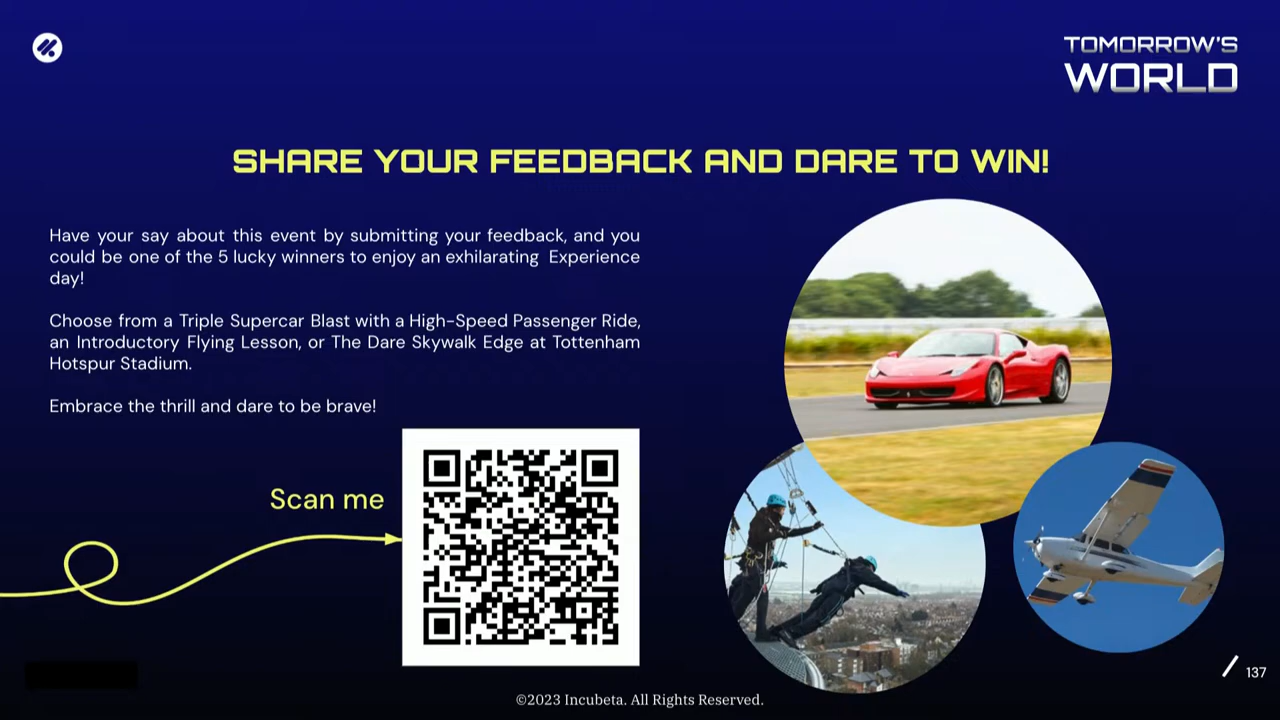 TOMORROW'S
WORLD
SHARE YOUR FEEDBACK AND DARE TO WIN!
Have your say about this event by submitting your feedback, and you
could be one of the 5 lucky winners to enjoy an exhilarating Experience
day!
Choose from a Triple Supercar Blast with a High-Speed Passenger Ride,
an Introductory Flying Lesson, or The Dare Skywalk Edge at Tottenham
Hotspur Stadium.
Embrace the thrill and dare to be brave!
Scan me
137
©2023 Incubeta. All Rights Reserved.